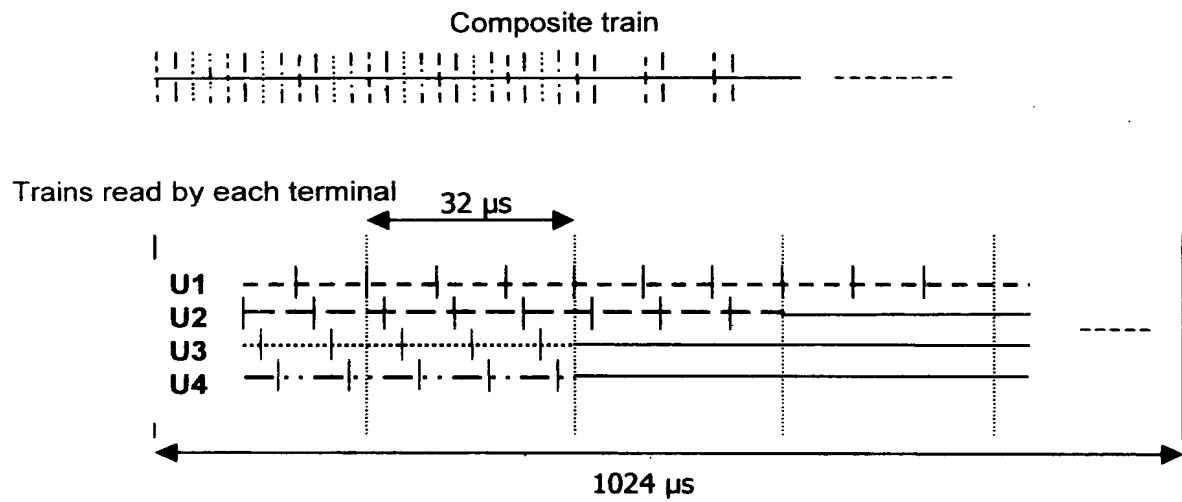 Composite train
Trains read by each terminal
32 µs
U1
U2
U3
U4
1024 µs